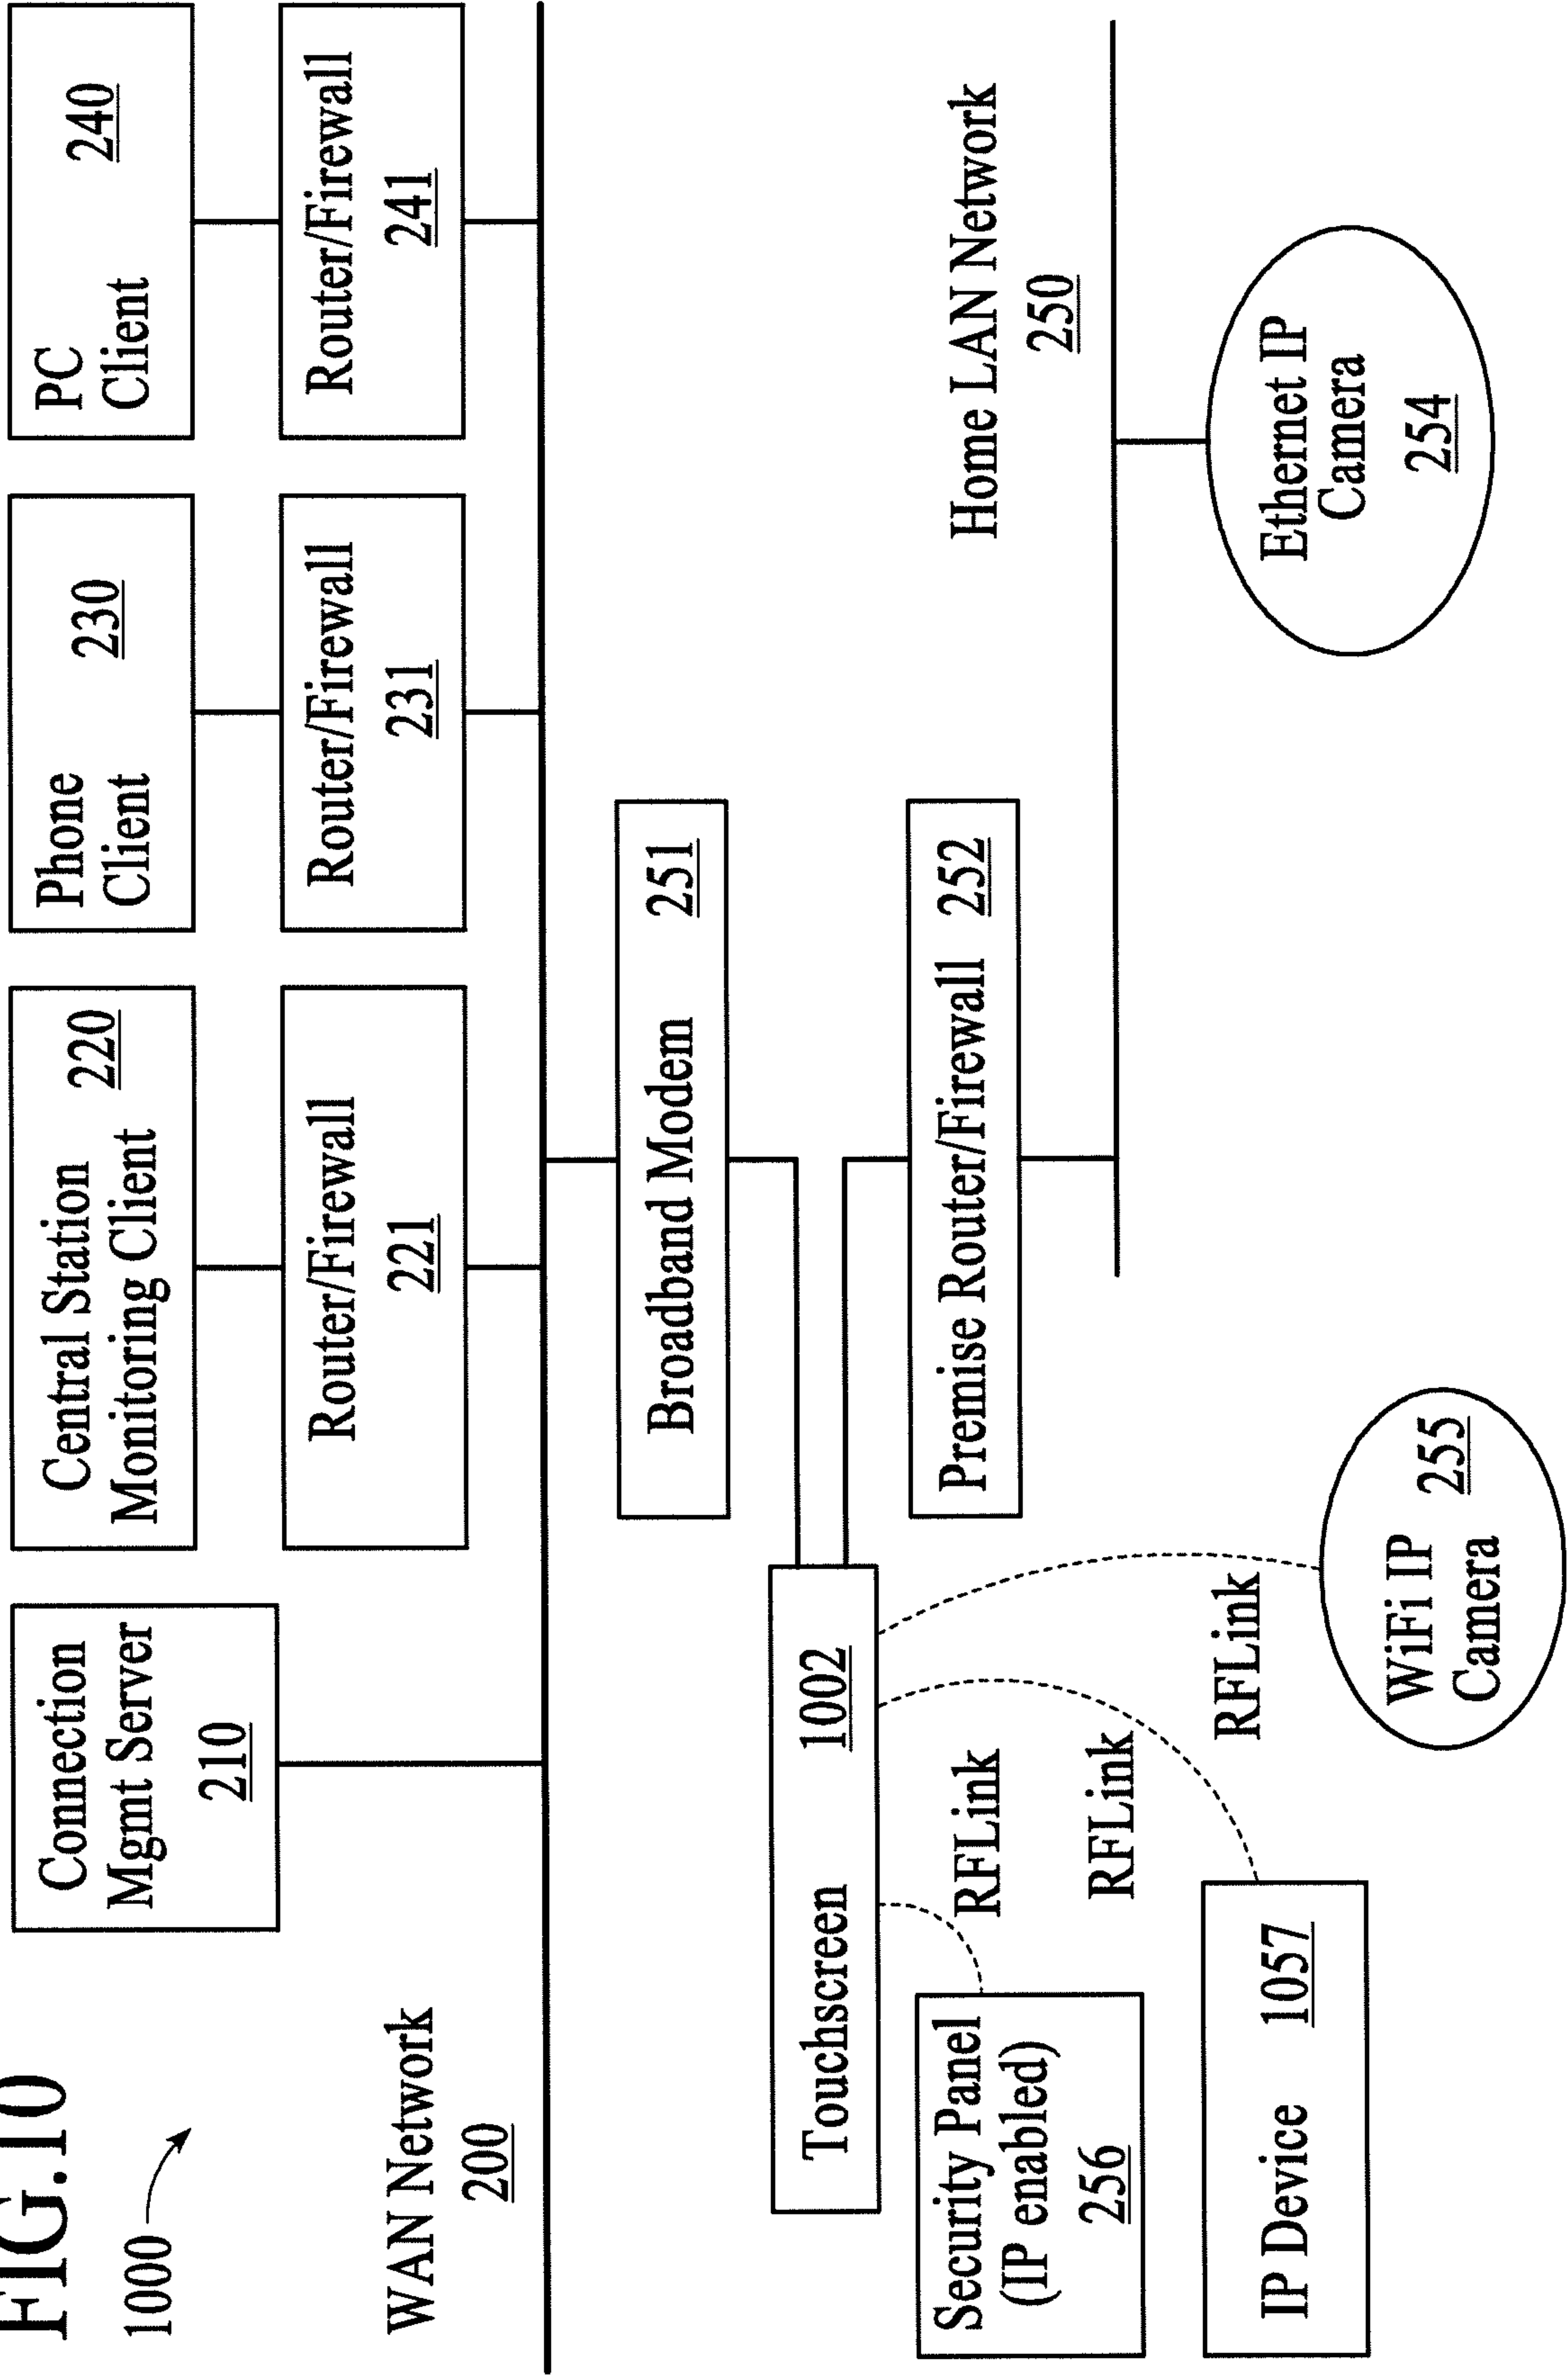 FIG.10
1000
Connection
Mgmt Server
210
Central Station
Monitoring Client
220
Phone
Client
230
PC
Client
240
Router/Firewall
221
Router/Firewall
231
Router/Firewall
241
WAN Network
200
Broadband Modem 251
Touchscreen 1002
Premise Router/Firewall 252
Home LAN Network
250
Security Panel
(IP enabled)
256
RFLink
RFLink
RFLink
IP Device 1057
WiFi IP
Camera
255
Ethernet IP
Camera
254